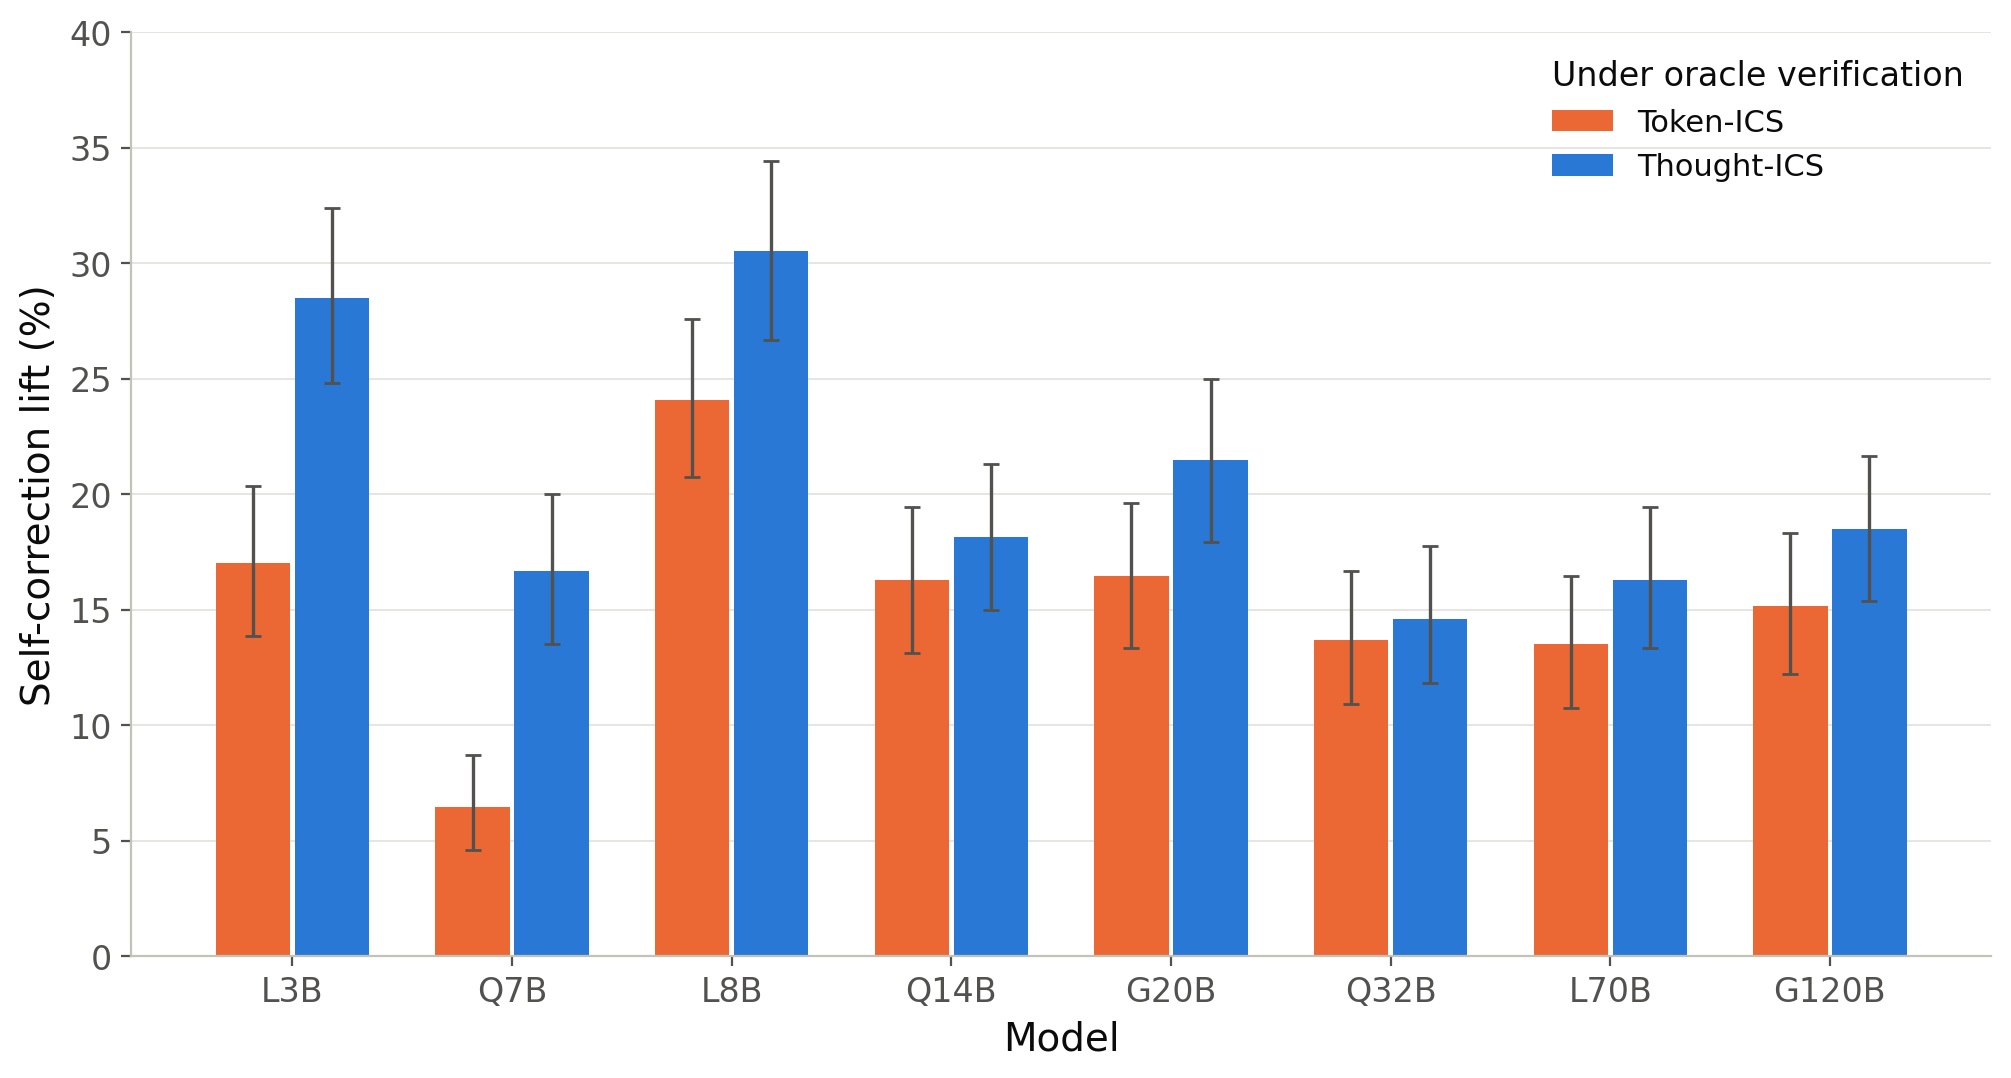 40
35
30
25
20
15
10
5
0
Self-correction lift (%)
Under oracle verification
Token-ICS
Thought-ICS
L3B Q7B L8B Q14B G20B Q32B L70B G120B
Model